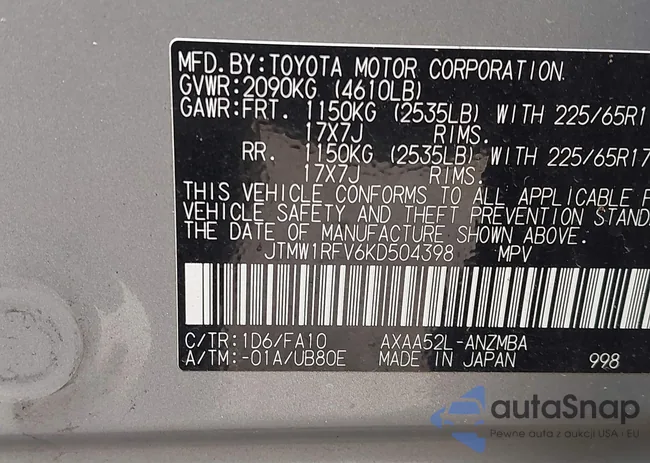 MFD. BY:TOYOTA MOTOR CORPORATION
GVWR:2090KG (4610LB)
GAWR:FRT. 1150KG (2535LB) WITH 225/65R1
17X7J RIMS.
RR. 1150KG (2535LB) WITH 225/65R17
17X7J RIMS.
THIS VEHICLE CONFORMS TO ALL APPLICABLE F
VEHICLE SAFETY AND THEFT PREVENTION STAND
THE DATE OF MANUFACTURE SHOWN ABOVE.
JTMW1RFV6KD504398 MPV
C/TR:1D6/FA10 AXAA52L-ANZMBA
A/TM:-01A/UB80E MADE IN JAPAN 998
autaSnap
Pewne auta z aukcji USA i EU